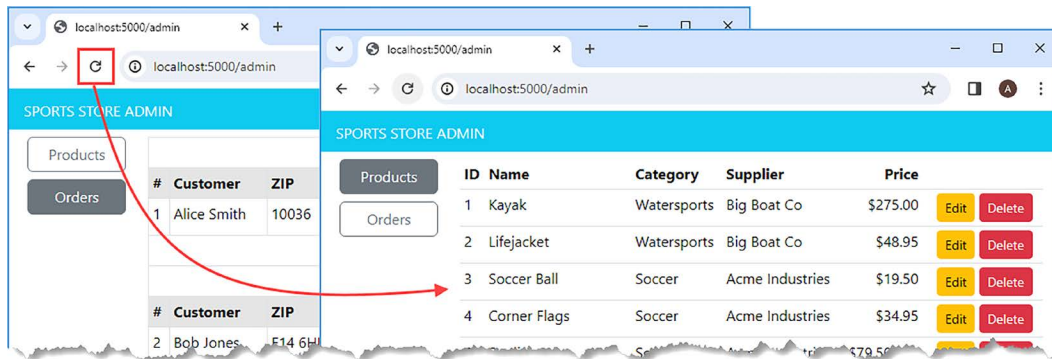 localhost:5000/admin
localhost:5000/admin
SPORTS STORE ADMIN
Products
Orders
# Customer ZIP
1 Alice Smith 10036
# Customer ZIP
2 Bob Jones
localhost:5000/admin
localhost:5000/admin
A
SPORTS STORE ADMIN
Products
Orders
ID Name Category Supplier Price
1 Kayak Watersports Big Boat Co $275.00 Edit Delete
2 Lifejacket Watersports Big Boat Co $48.95 Edit Delete
3 Soccer Ball Soccer Acme Industries $19.50 Edit Delete
4 Corner Flags Soccer Acme Industries $34.95 Edit Delete